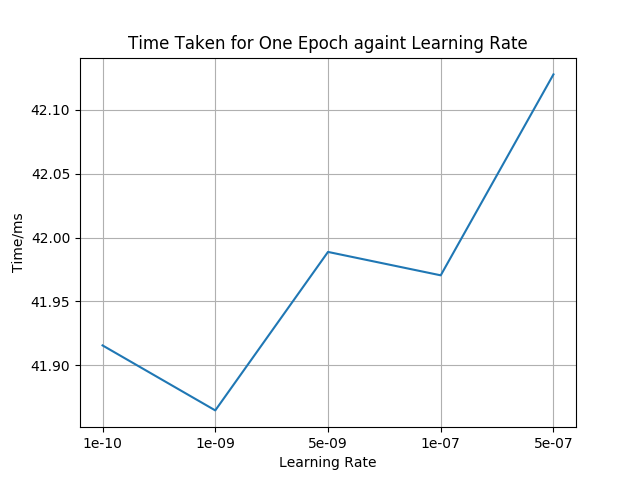 Time Taken for One Epoch againt Learning Rate
42.10
42.05
42.00
41.95
41.90
Time/ms
1e-10 1e-09 5e-09 1e-07 5e-07
Learning Rate